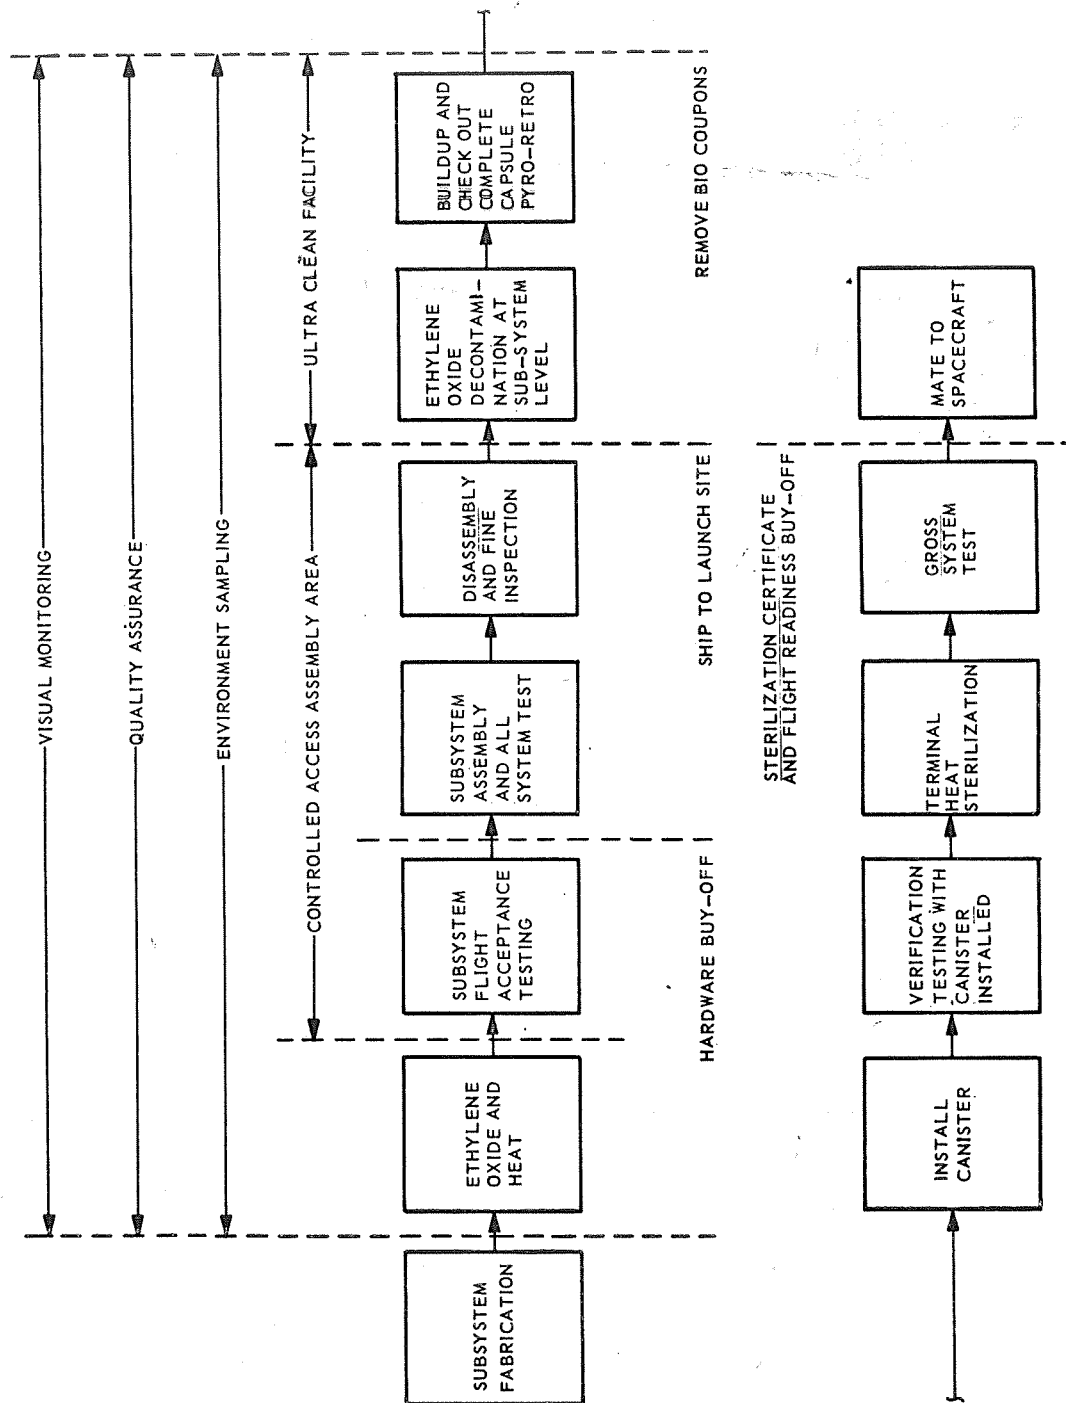 VISUAL MONITORING
QUALITY ASSURANCE
ENVIRONMENT SAMPLING
CONTROLLED ACCESS ASSEMBLY AREA
ULTRA CLEAN FACILITY
SUBSYSTEM
FABRICATION
ETHYLENE
OXIDE AND
HEAT
SUBSYSTEM
FLIGHT
ACCEPTANCE
TESTING
SUBSYSTEM
ASSEMBLY
AND ALL
SYSTEM TEST
DISASSEMBLY
AND FINE
INSPECTION
ETHYLENE
OXIDE
DECONTAMI-
NATION AT
SUB-SYSTEM
LEVEL
BUILDUP AND
CHECK OUT
COMPLETE
CAPSULE
PYRO-RETRO
HARDWARE BUY-OFF
SHIP TO LAUNCH SITE
REMOVE BIO COUPONS
STERILIZATION CERTIFICATE
AND FLIGHT READINESS BUY-OFF
INSTALL
CANISTER
VERIFICATION
TESTING WITH
CANISTER
INSTALLED
TERMINAL
HEAT
STERILIZATION
GROSS
SYSTEM
TEST
MATE TO
SPACECRAFT